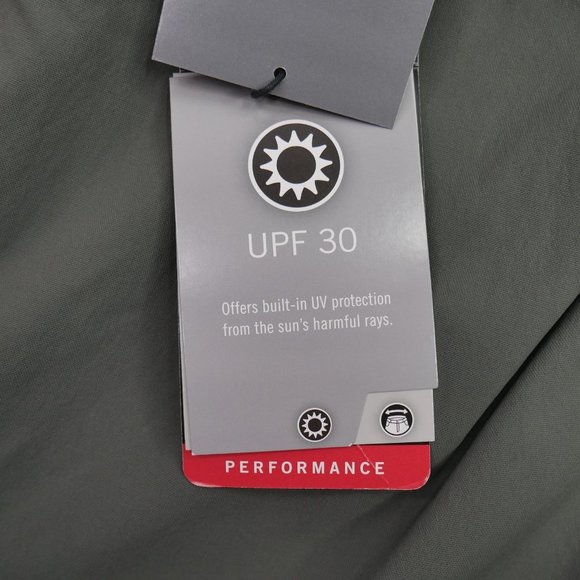 UPF 30
Offers built-in UV protection
from the sun's harmful rays.
PERFORMANCE